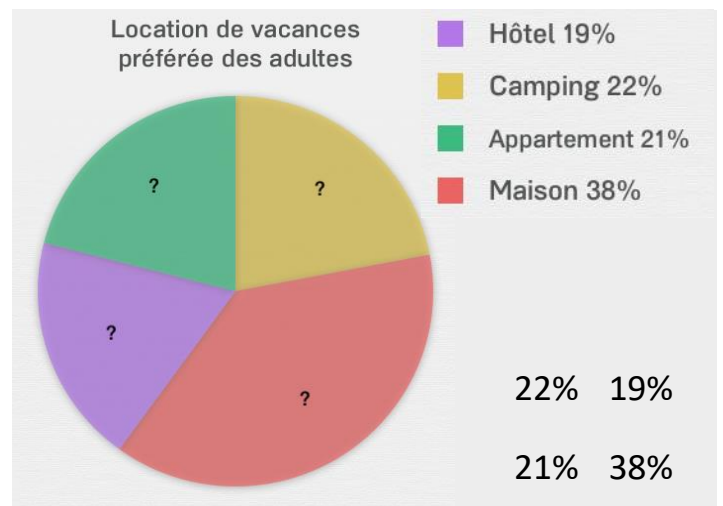 Location de vacances
préférée des adultes
Hôtel 19%
Camping 22%
Appartement 21%
Maison 38%
?
?
?
?
22% 19%
21% 38%